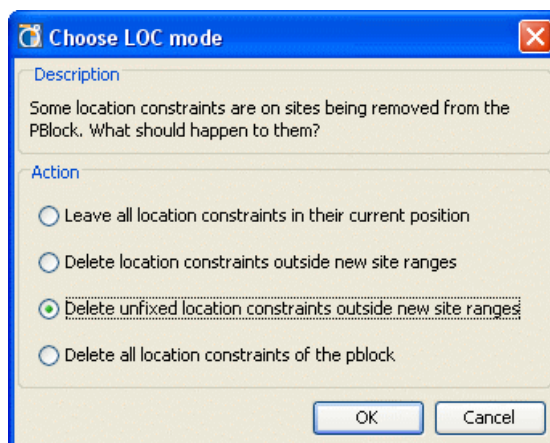 Choose LOC mode
Description
Some location constraints are on sites being removed from the
PBlock. What should happen to them?
Action
Leave all location constraints in their current position
Delete location constraints outside new site ranges
Delete unfixed location constraints outside new site ranges
Delete all location constraints of the pblock
OK Cancel